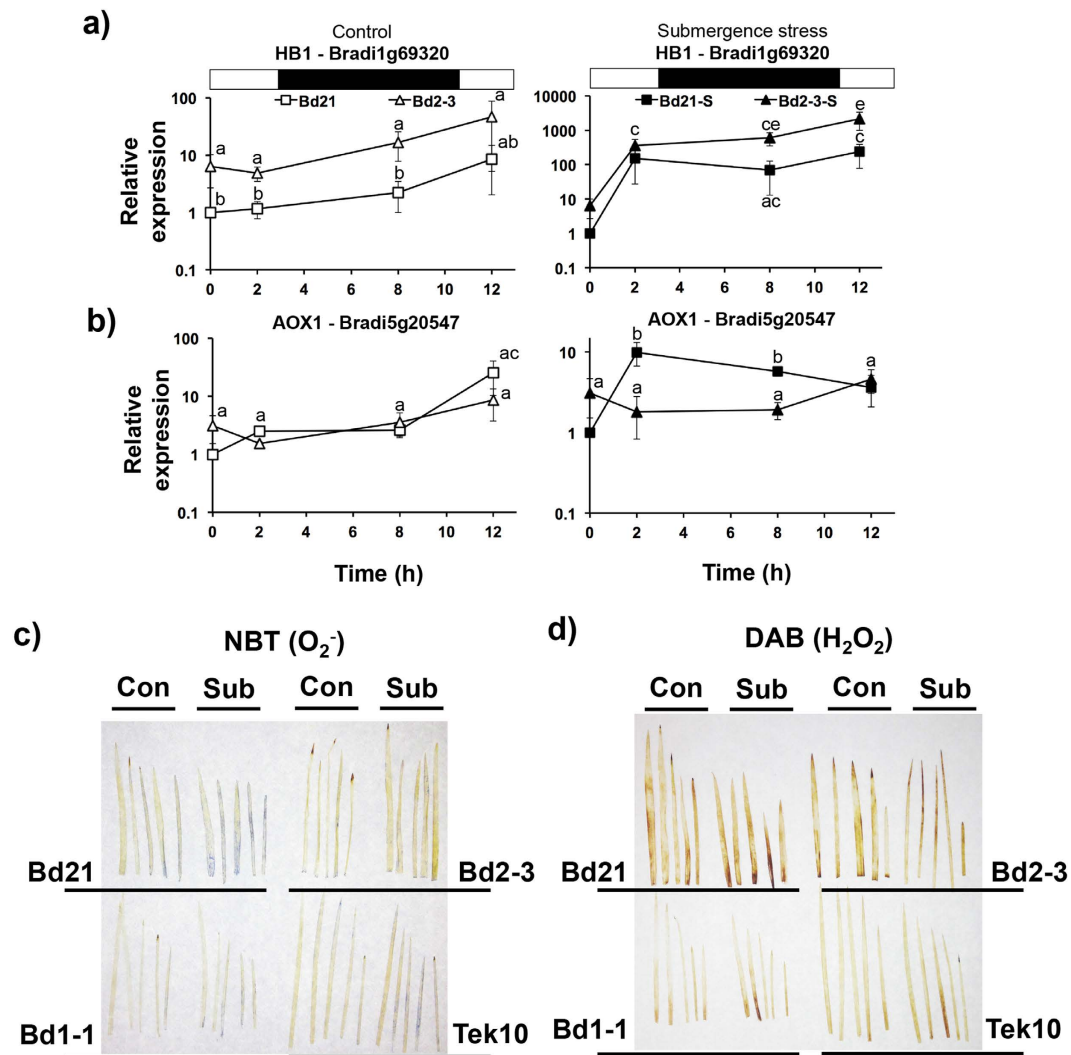 a)
Control
HB1 - Bradi1g69320
Submergence stress
HB1 - Bradi1g69320
Relative expression
100
10
1
0.1
Bd21
Bd2-3
a
a
a
a
b
b
b
ab
0
2
4
6
8
10
12
10000
1000
100
10
1
0.1
Bd21-S
Bd2-3-S
c
ce
e
c
ac
0
2
4
6
8
10
12
b)
AOX1 - Bradi5g20547
AOX1 - Bradi5g20547
Relative expression
100
10
1
0.1
a
a
a
ac
a
0
2
4
6
8
10
12
Time (h)
10
1
0.1
a
b
a
b
a
a
0
2
4
6
8
10
12
Time (h)
c)
NBT (O₂⁻)
Con
Sub
Con
Sub
Bd21
Bd2-3
Bd1-1
Tek10
d)
DAB (H₂O₂)
Con
Sub
Con
Sub
Bd21
Bd2-3
Bd1-1
Tek10